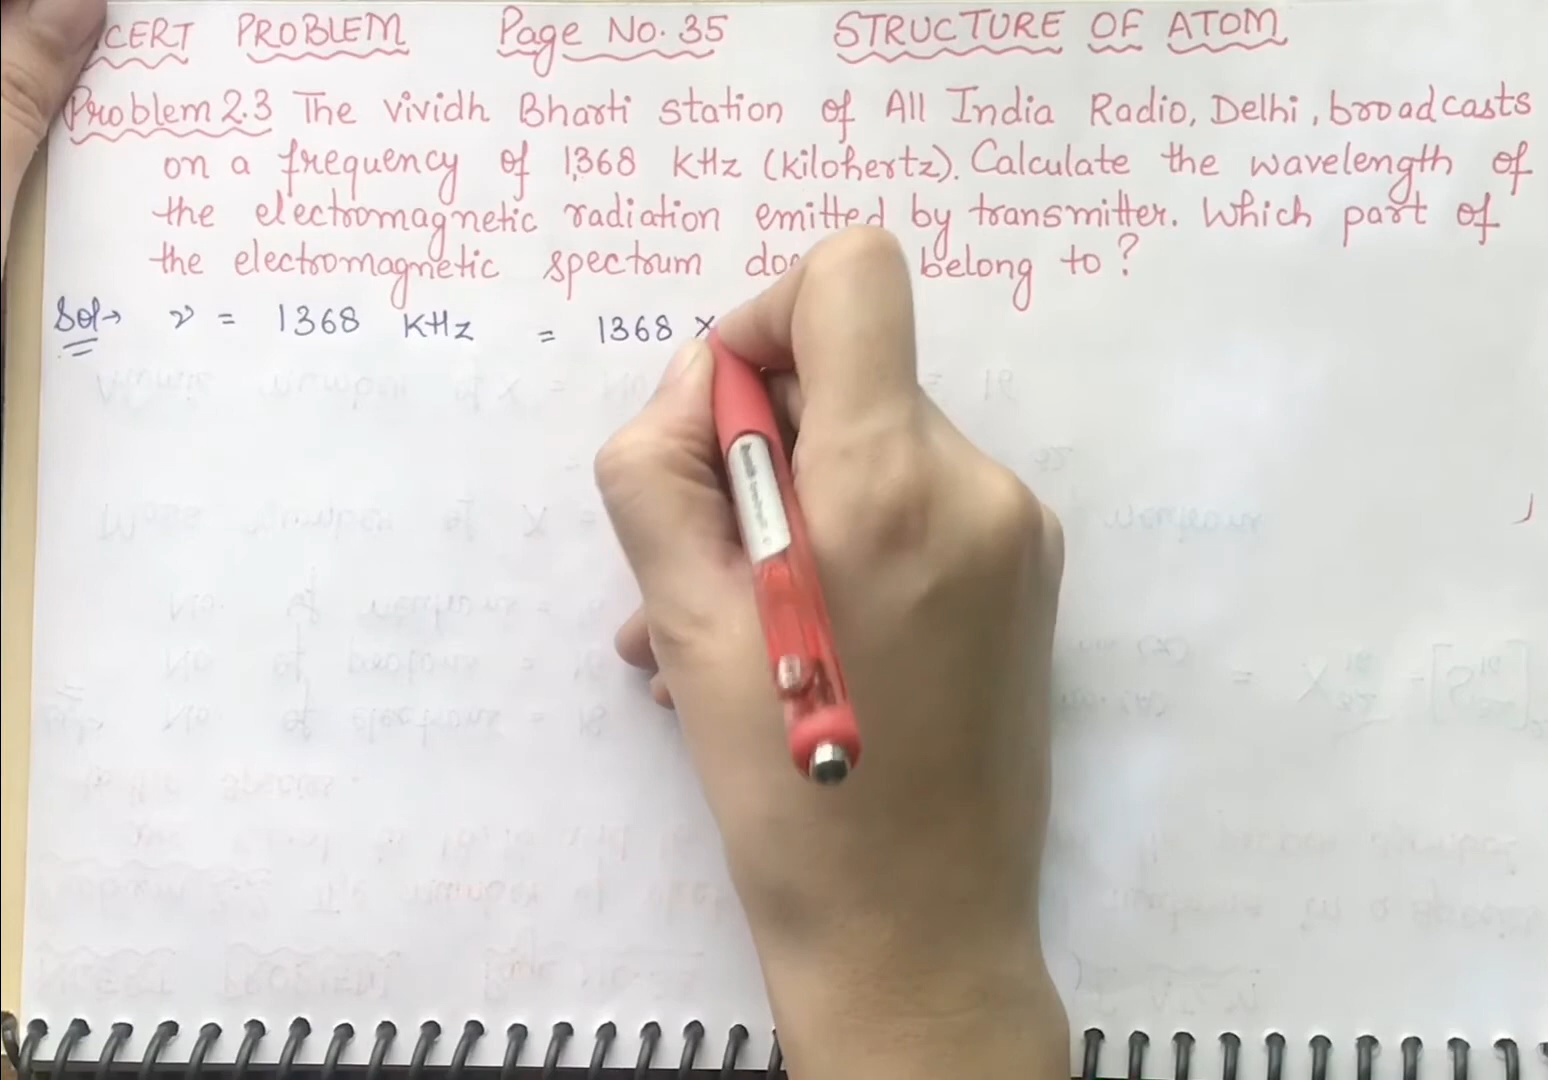 CERT PROBLEM Page No. 35 STRUCTURE OF ATOM
Problem 2.3 The Vividh Bharti station of All India Radio, Delhi, broadcasts
on a frequency of 1,368 KHz (kilohertz). Calculate the wavelength of
the electromagnetic radiation emitted by transmitter. Which part of
the electromagnetic spectrum belong to?
Sol→ ν = 1368 KHz = 1368 ×